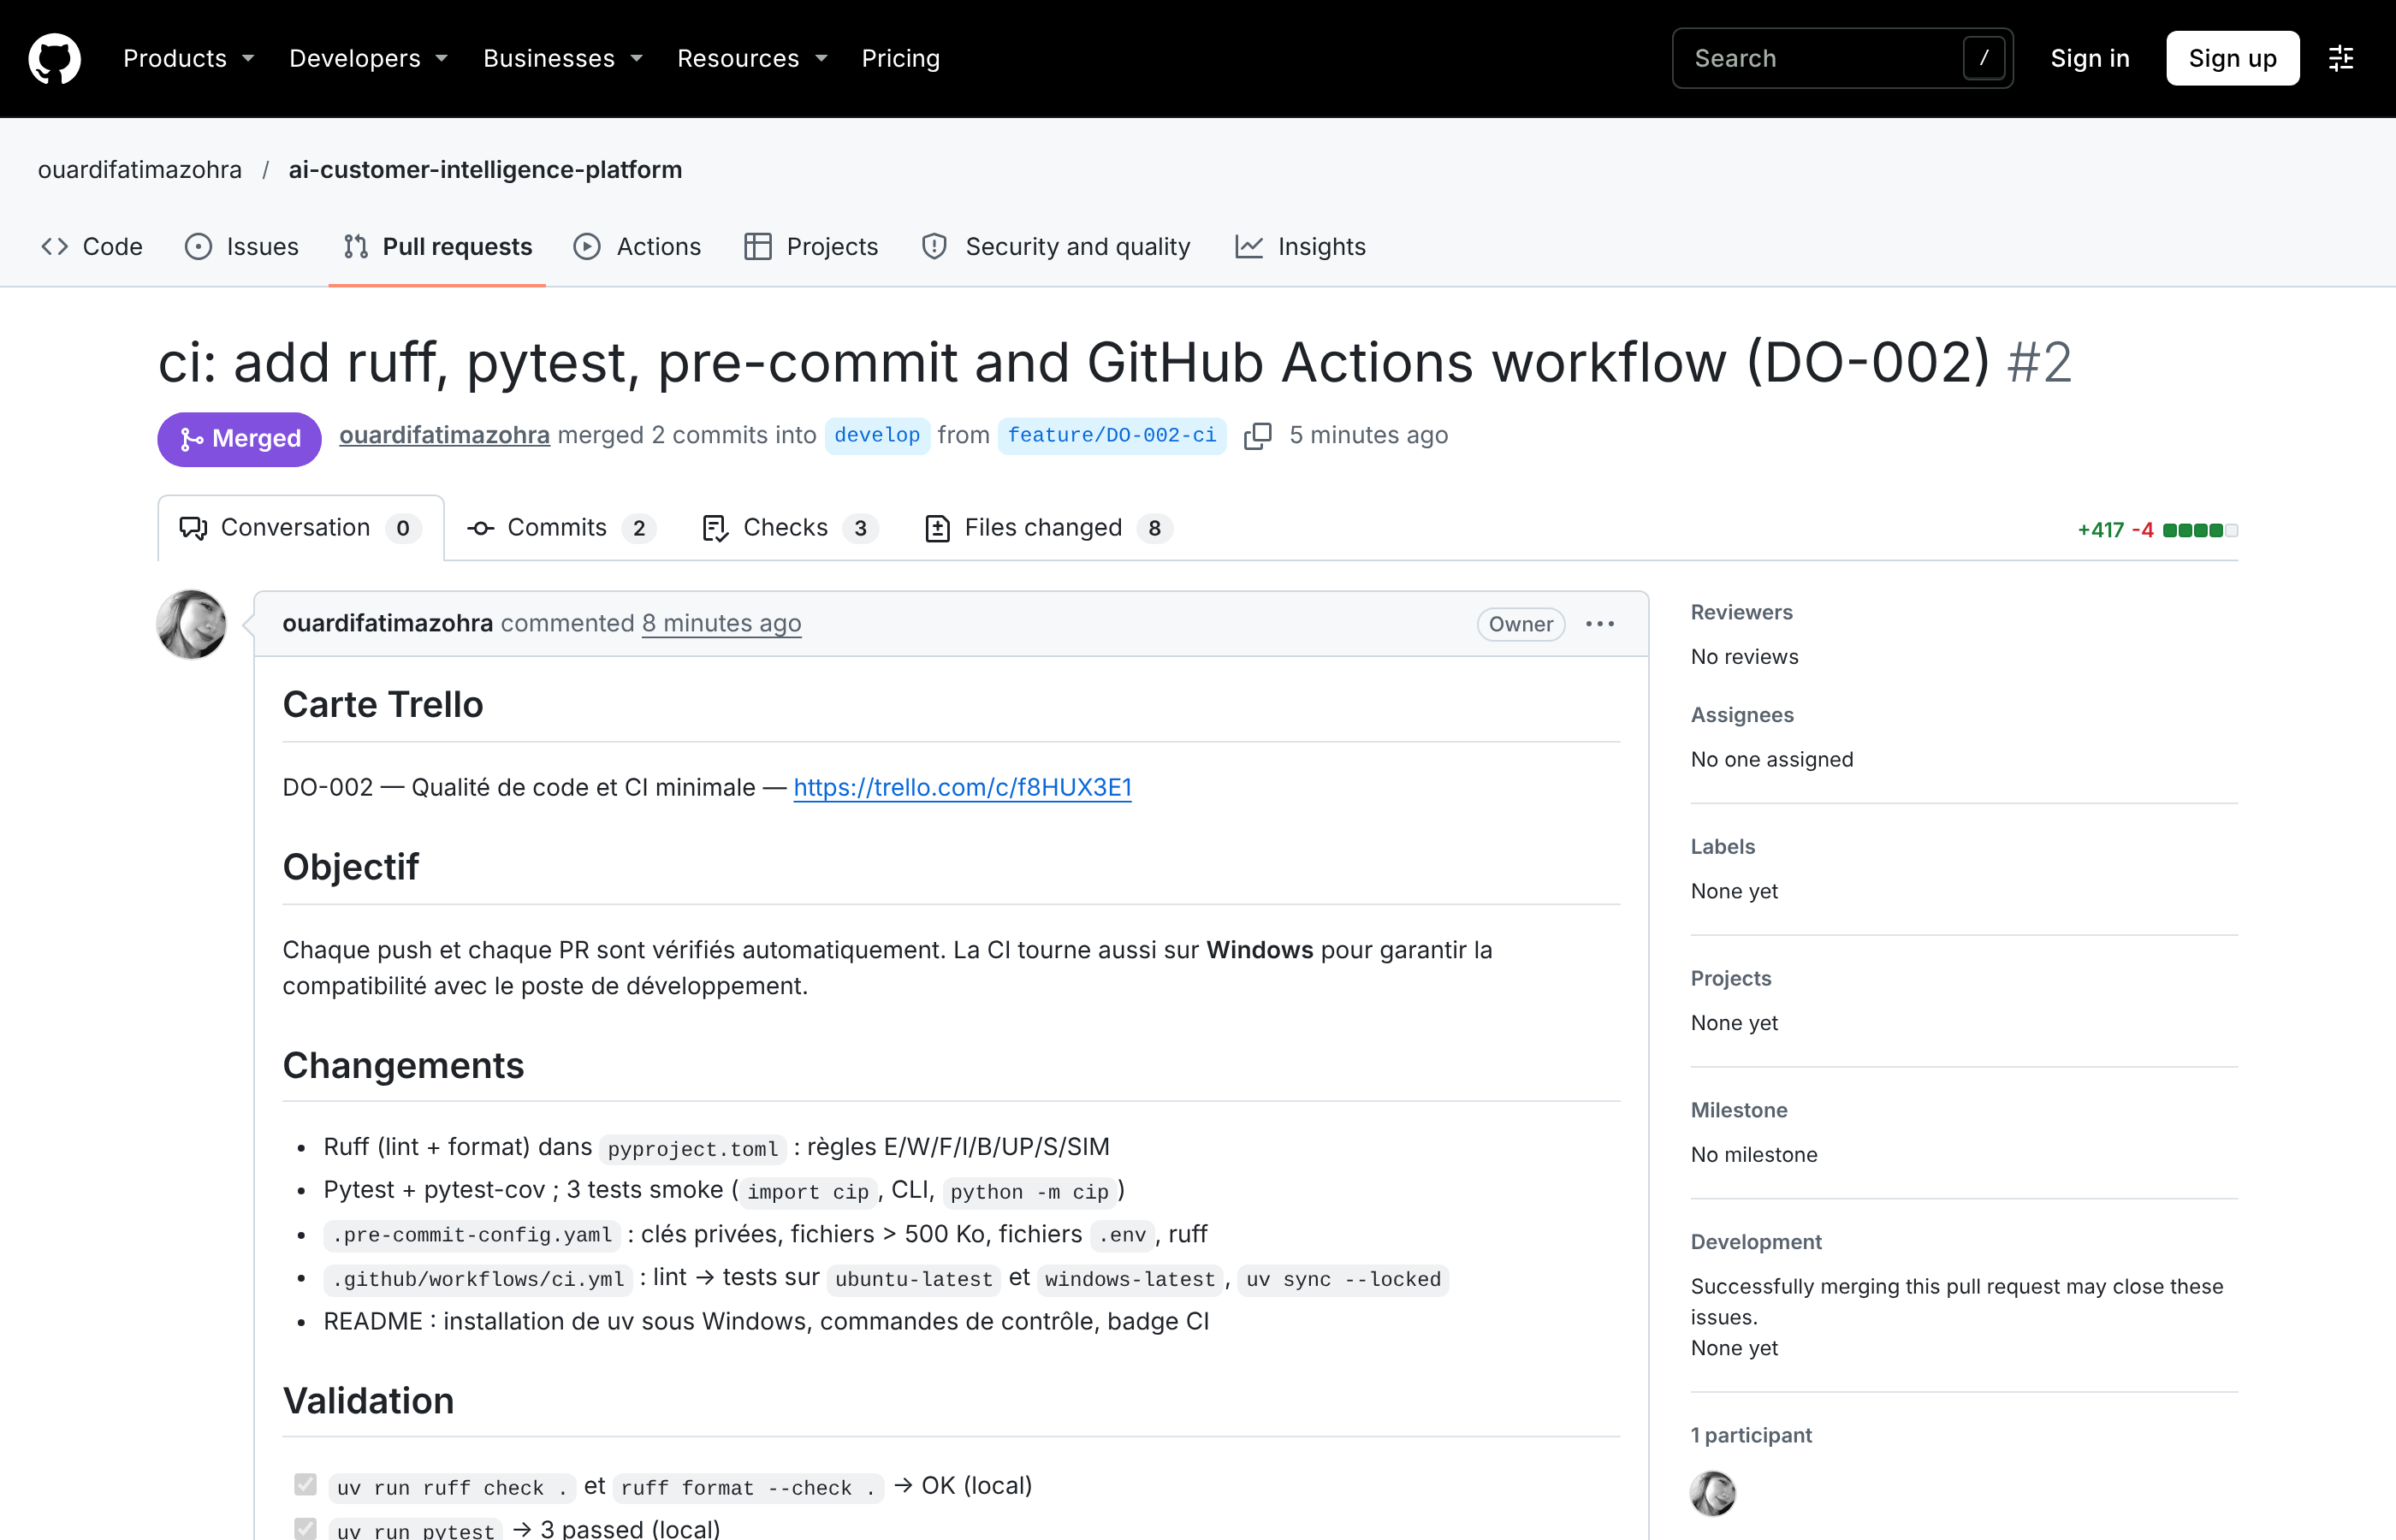 Products Developers Businesses Resources Pricing Search / Sign in Sign up
ouardifatimazohra / ai-customer-intelligence-platform
Code Issues Pull requests Actions Projects Security and quality Insights
ci: add ruff, pytest, pre-commit and GitHub Actions workflow (DO-002) #2
Merged ouardifatimazohra merged 2 commits into develop from feature/DO-002-ci 5 minutes ago
Conversation 0 Commits 2 Checks 3 Files changed 8 +417 -4
ouardifatimazohra commented 8 minutes ago Owner
Carte Trello
DO-002 — Qualité de code et CI minimale — https://trello.com/c/f8HUX3E1
Objectif
Chaque push et chaque PR sont vérifiés automatiquement. La CI tourne aussi sur Windows pour garantir la
compatibilité avec le poste de développement.
Changements
• Ruff (lint + format) dans pyproject.toml : règles E/W/F/I/B/UP/S/SIM
• Pytest + pytest-cov ; 3 tests smoke ( import cip , CLI, python -m cip )
• .pre-commit-config.yaml : clés privées, fichiers > 500 Ko, fichiers .env , ruff
• .github/workflows/ci.yml : lint → tests sur ubuntu-latest et windows-latest , uv sync --locked
• README : installation de uv sous Windows, commandes de contrôle, badge CI
Validation
uv run ruff check . et ruff format --check . → OK (local)
uv run pytest → 3 passed (local)
Reviewers
No reviews
Assignees
No one assigned
Labels
None yet
Projects
None yet
Milestone
No milestone
Development
Successfully merging this pull request may close these
issues.
None yet
1 participant